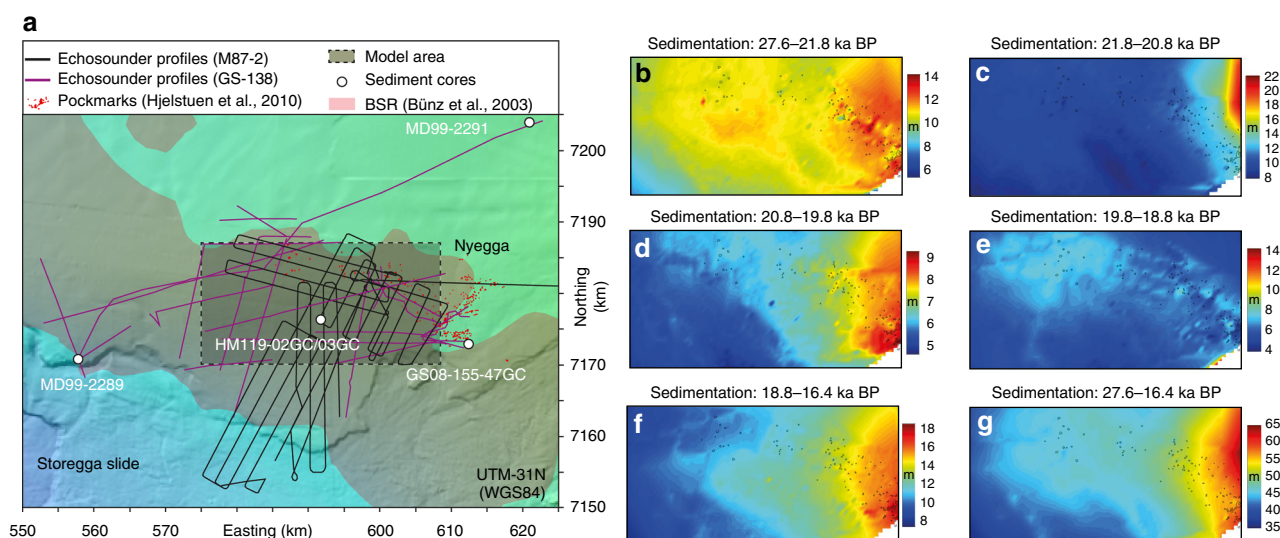 a
Echosounder profiles (M87-2)
Echosounder profiles (GS-138)
Pockmarks (Hjelstuen et al., 2010)
Model area
Sediment cores
BSR (Bünz et al., 2003)
MD99-2291
Nyegga
HM119-02GC/03GC
MD99-2289
GS08-155-47GC
Storegga slide
UTM-31N
(WGS84)
7200
7190
7180
7170
7160
7150
Northing
(km)
550
560
570
Easting (km)
600
610
620
Sedimentation: 27.6–21.8 ka BP
b
14
12
10
m
8
6
Sedimentation: 21.8–20.8 ka BP
c
22
20
18
16
m
14
12
10
8
Sedimentation: 20.8–19.8 ka BP
d
9
8
m
7
6
5
Sedimentation: 19.8–18.8 ka BP
e
14
12
10
m
8
6
4
Sedimentation: 18.8–16.4 ka BP
f
18
16
14
m
12
10
8
Sedimentation: 27.6–16.4 ka BP
g
65
60
55
m
50
45
40
35